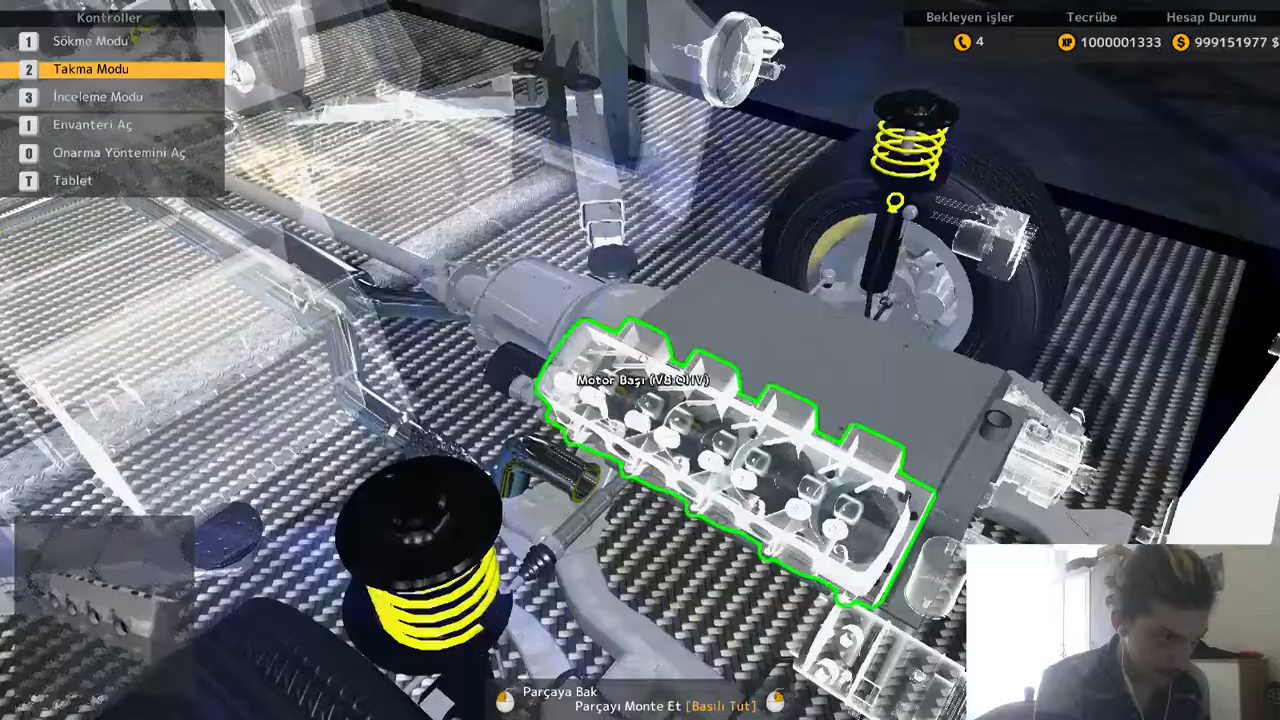 Kontroller
1 Sökme Modu
2 Takma Modu
3 İnceleme Modu
I Envanteri Aç
O Onarma Yöntemini Aç
T Tablet
Bekleyen işler Tecrübe Hesap Durumu
4 XP 1000001333 $ 999151977 $
Motor Başı (V8 OHV)
Parçaya Bak
Parçayı Monte Et [Basılı Tut]